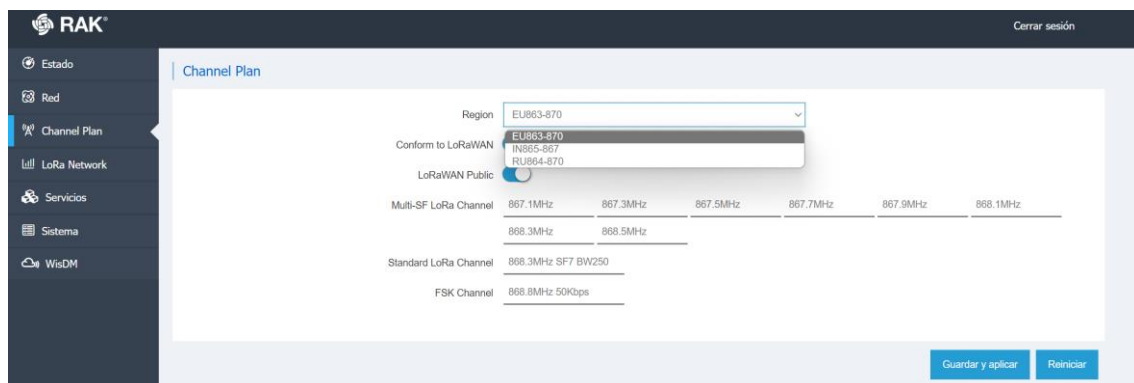 RAK®
Cerrar sesión
Estado
Red
Channel Plan
LoRa Network
Servicios
Sistema
WisDM
Channel Plan
Region EU863-870
EU863-870
IN865-867
RU864-870
Conform to LoRaWAN
LoRaWAN Public
Multi-SF LoRa Channel 867.1MHz 867.3MHz 867.5MHz 867.7MHz 867.9MHz 868.1MHz
868.3MHz 868.5MHz
Standard LoRa Channel 868.3MHz SF7 BW250
FSK Channel 868.8MHz 50Kbps
Guardar y aplicar Reiniciar